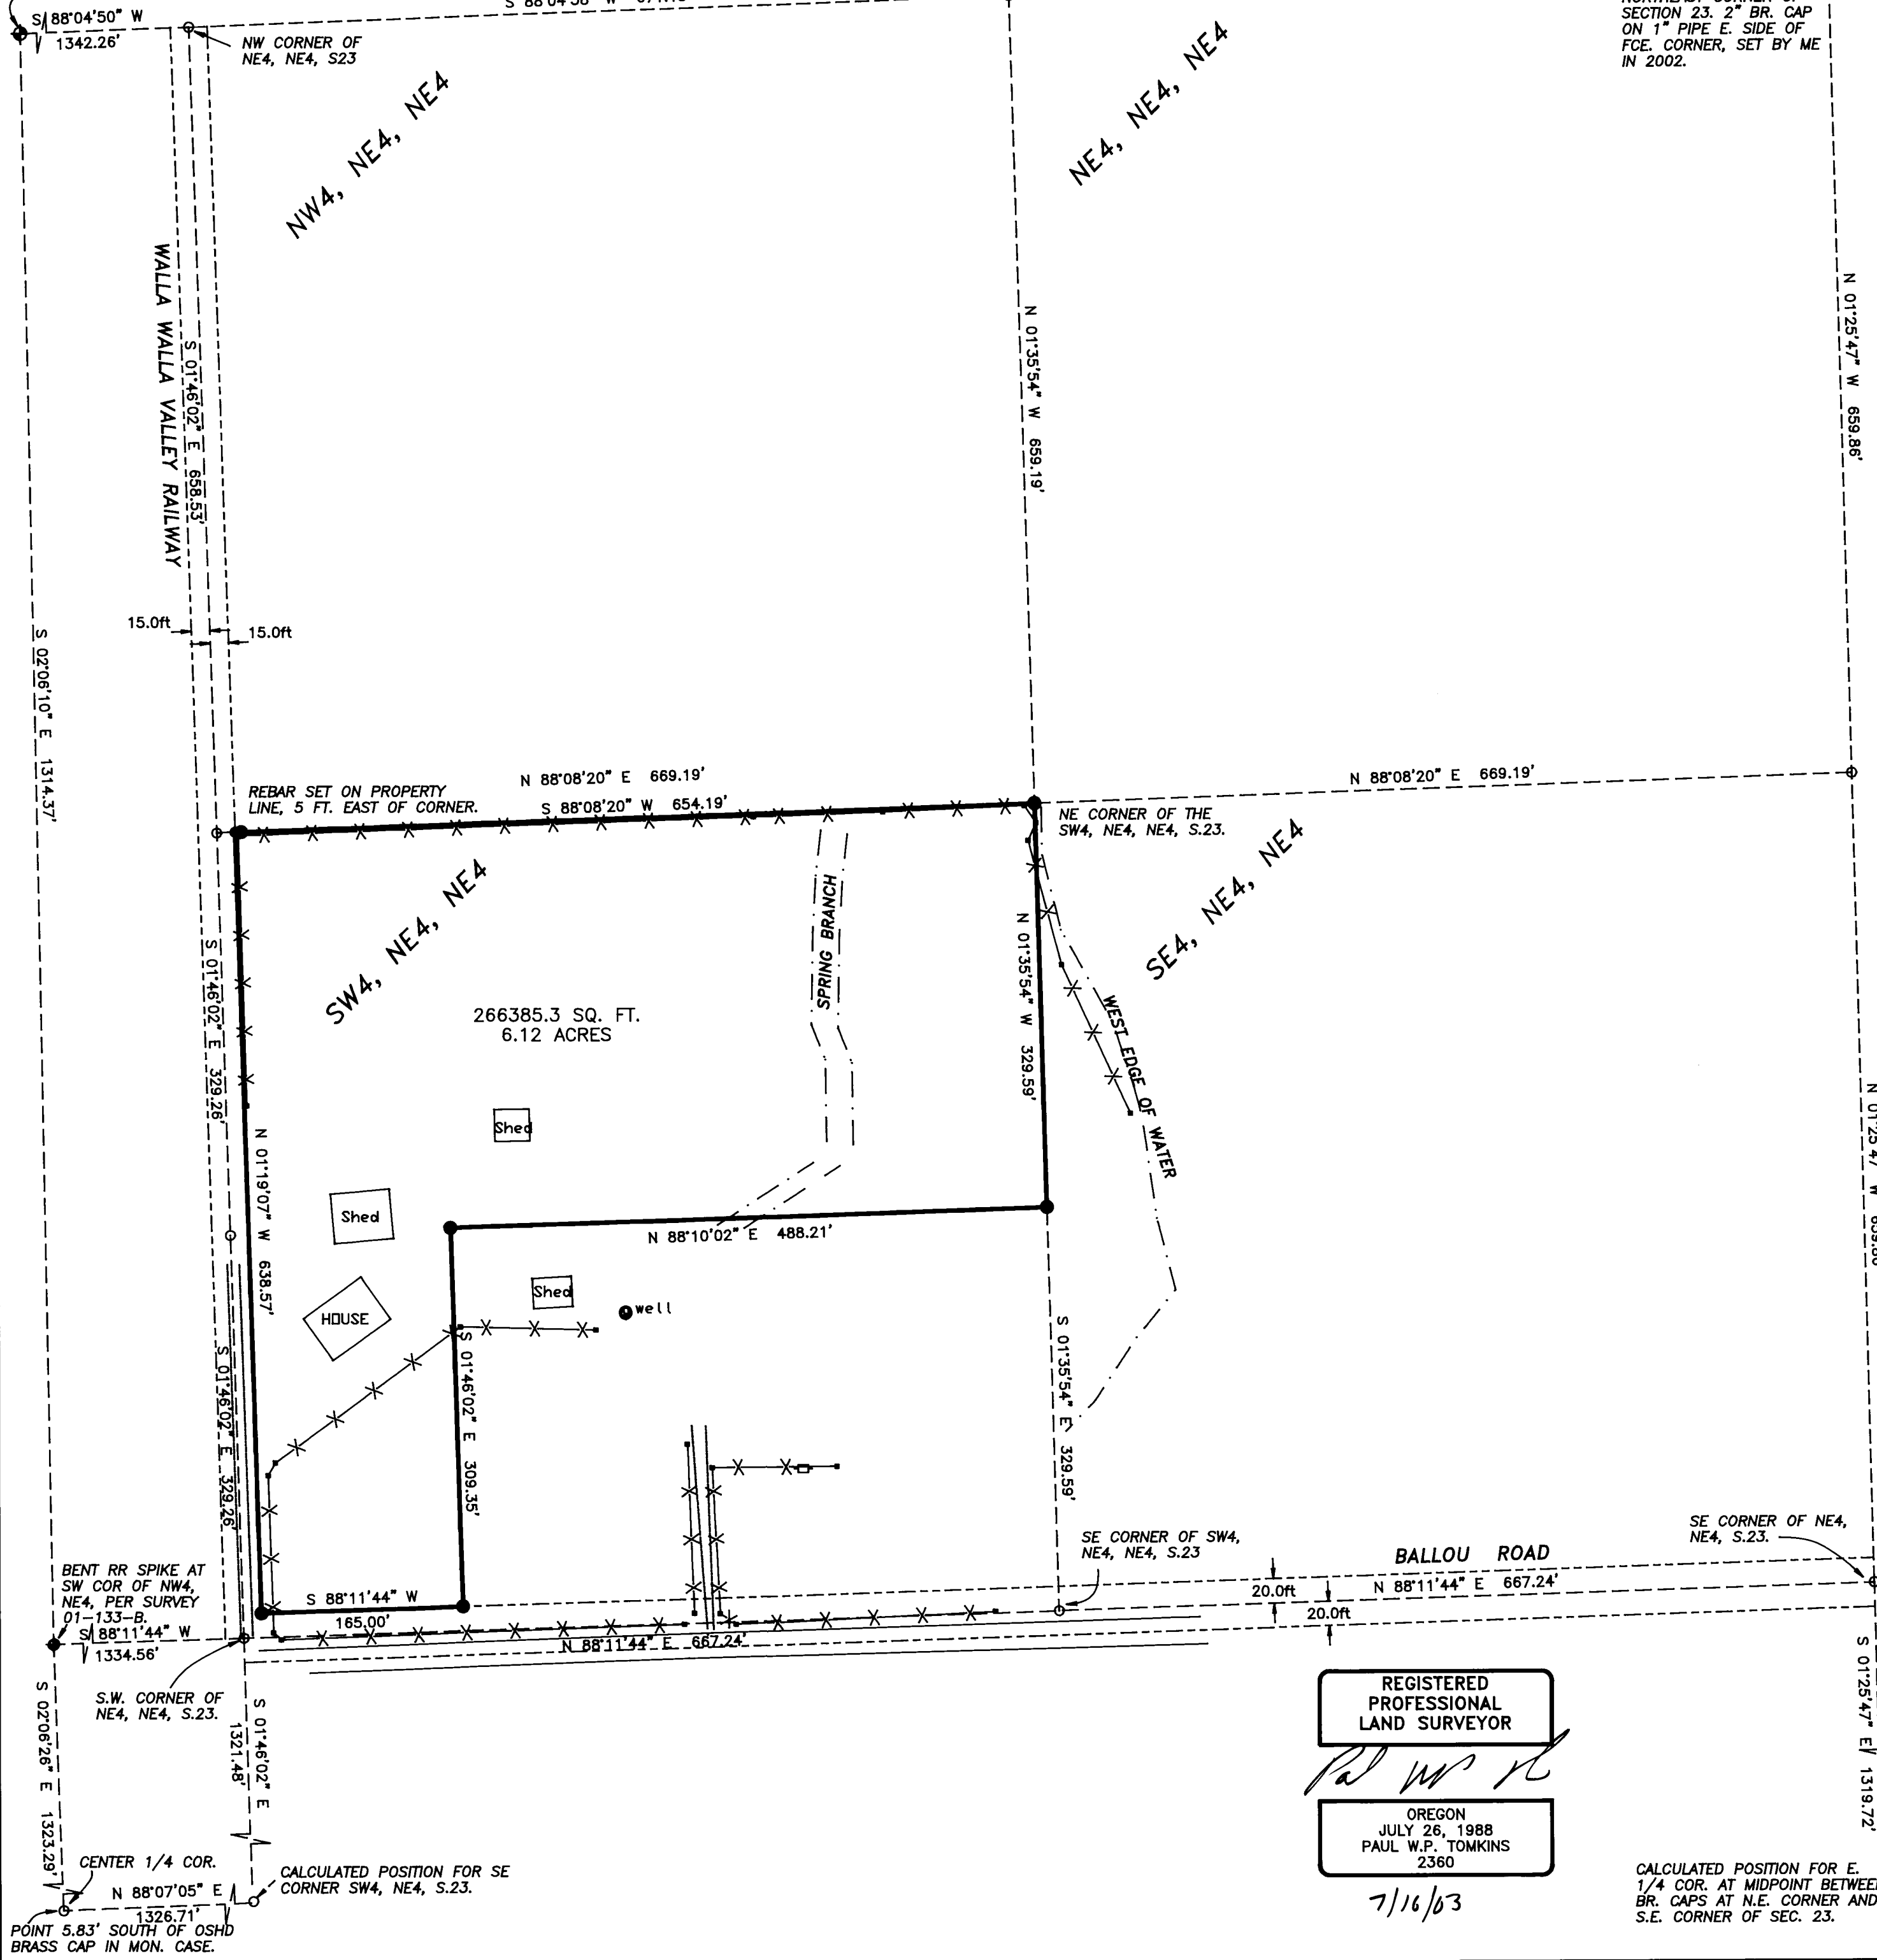 S 88°04'50" W
1342.26'
NW CORNER OF
NE4, NE4, S23
SECTION 23. 2" BR. CAP
ON 1" PIPE E. SIDE OF
FCE. CORNER, SET BY ME
IN 2002.
NW4, NE4, NE4
NE4, NE4, NE4
WALLA WALLA VALLEY RAILWAY
S 01°46'02" E 658.53'
N 01°35'54" W 659.19'
N 01°25'47" W 659.86'
15.0ft
15.0ft
S 02°06'10" E 1314.37'
REBAR SET ON PROPERTY
LINE, 5 FT. EAST OF CORNER.
N 88°08'20" E 669.19'
S 88°08'20" W 654.19'
N 88°08'20" E 669.19'
NE CORNER OF THE
SW4, NE4, NE4, S.23.
SW4, NE4, NE4
SPRING BRANCH
SE4, NE4, NE4
S 01°46'02" E 329.26'
266385.3 SQ. FT.
6.12 ACRES
N 01°35'54" W 329.59'
WEST EDGE OF WATER
Shed
N 01°19'07" W 638.57'
Shed
N 88°10'02" E 488.21'
Shed
well
HOUSE
S 01°46'02" E 329.26'
S 01°46'02" E 309.35'
S 01°35'54" E 329.59'
N 01°25'47" W
SE CORNER OF SW4,
NE4, NE4, S.23
SE CORNER OF NE4,
NE4, S.23.
BALLOU ROAD
N 88°11'44" E 667.24'
20.0ft
20.0ft
BENT RR SPIKE AT
SW COR OF NW4,
NE4, PER SURVEY
01-133-B.
S 88°11'44" W
1334.56'
S 88°11'44" W
165.00'
N 88°11'44" E 667.24'
S.W. CORNER OF
NE4, NE4, S.23.
S 02°06'26" E 1323.29'
S 01°46'02" E
1321.48'
S 01°25'47" E 1319.72'
REGISTERED
PROFESSIONAL
LAND SURVEYOR
OREGON
JULY 26, 1988
PAUL W.P. TOMKINS
2360
7/16/03
CENTER 1/4 COR.
N 88°07'05" E
1326.71'
CALCULATED POSITION FOR SE
CORNER SW4, NE4, S.23.
POINT 5.83' SOUTH OF OSHD
BRASS CAP IN MON. CASE.
CALCULATED POSITION FOR E.
1/4 COR. AT MIDPOINT BETWEEN
BR. CAPS AT N.E. CORNER AND
S.E. CORNER OF SEC. 23.